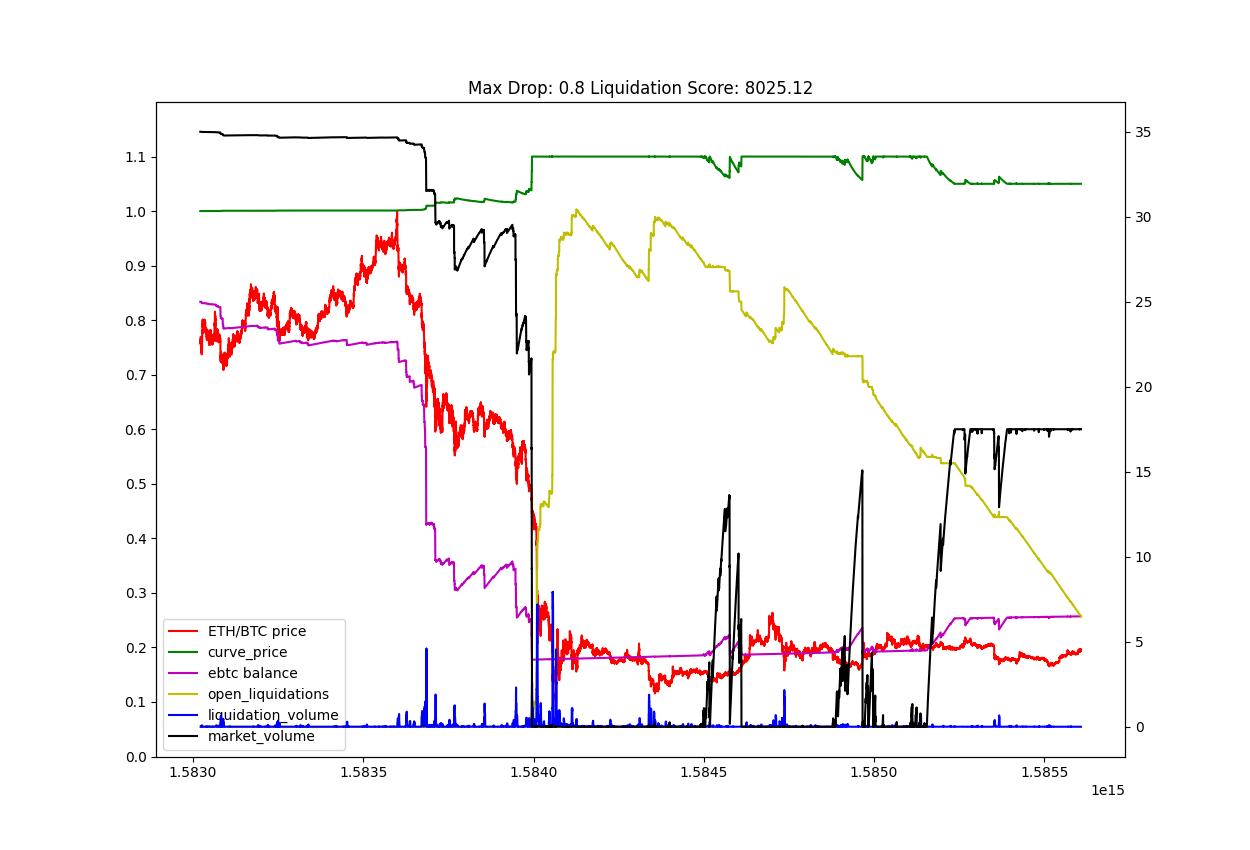 Max Drop: 0.8 Liquidation Score: 8025.12
1.1
1.0
0.9
0.8
0.7
0.6
0.5
0.4
0.3
0.2
0.1
0.0
35
30
25
20
15
10
5
0
ETH/BTC price
curve_price
ebtc balance
open_liquidations
liquidation_volume
market_volume
1.5830 1.5835 1.5840 1.5845 1.5850 1.5855
1e15